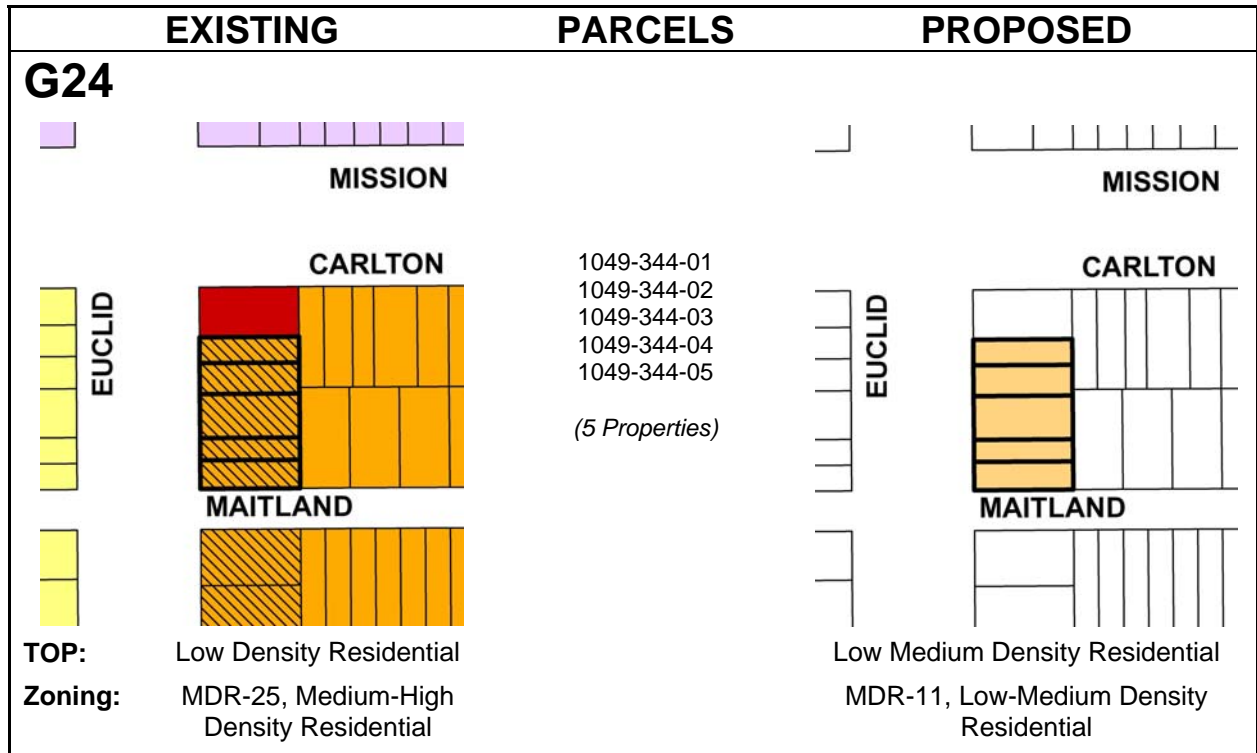 EXISTING PARCELS PROPOSED
G24
MISSION
CARLTON
EUCLID
MAITLAND
1049-344-01
1049-344-02
1049-344-03
1049-344-04
1049-344-05
(5 Properties)
MISSION
CARLTON
EUCLID
MAITLAND
TOP: Low Density Residential Low Medium Density Residential
Zoning: MDR-25, Medium-High MDR-11, Low-Medium Density
Density Residential Residential